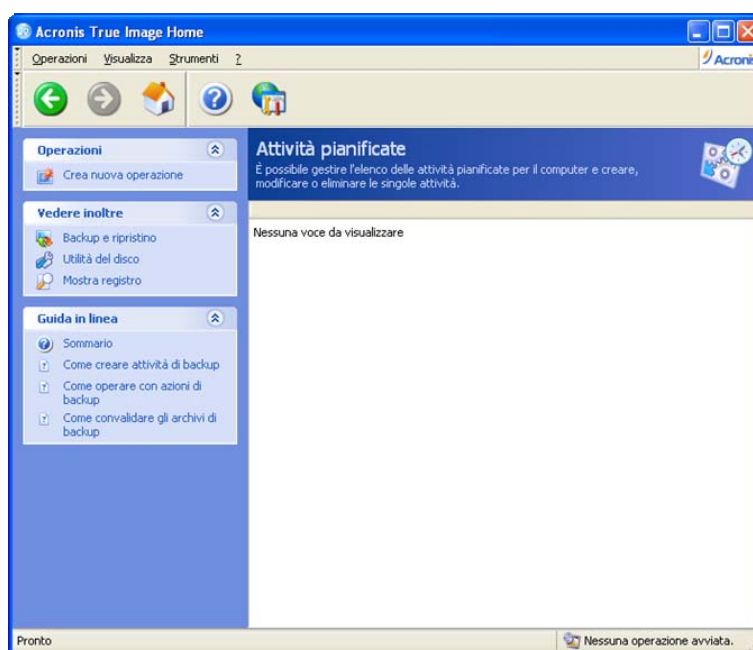 Acronis True Image Home
Operazioni Visualizza Strumenti ?
Acronis
Operazioni
Crea nuova operazione
Vedere inoltre
Backup e ripristino
Utilità del disco
Mostra registro
Guida in linea
Sommario
Come creare attività di backup
Come operare con azioni di
backup
Come convalidare gli archivi di
backup
Attività pianificate
È possibile gestire l'elenco delle attività pianificate per il computer e creare,
modificare o eliminare le singole attività.
Nessuna voce da visualizzare
Pronto
Nessuna operazione avviata.